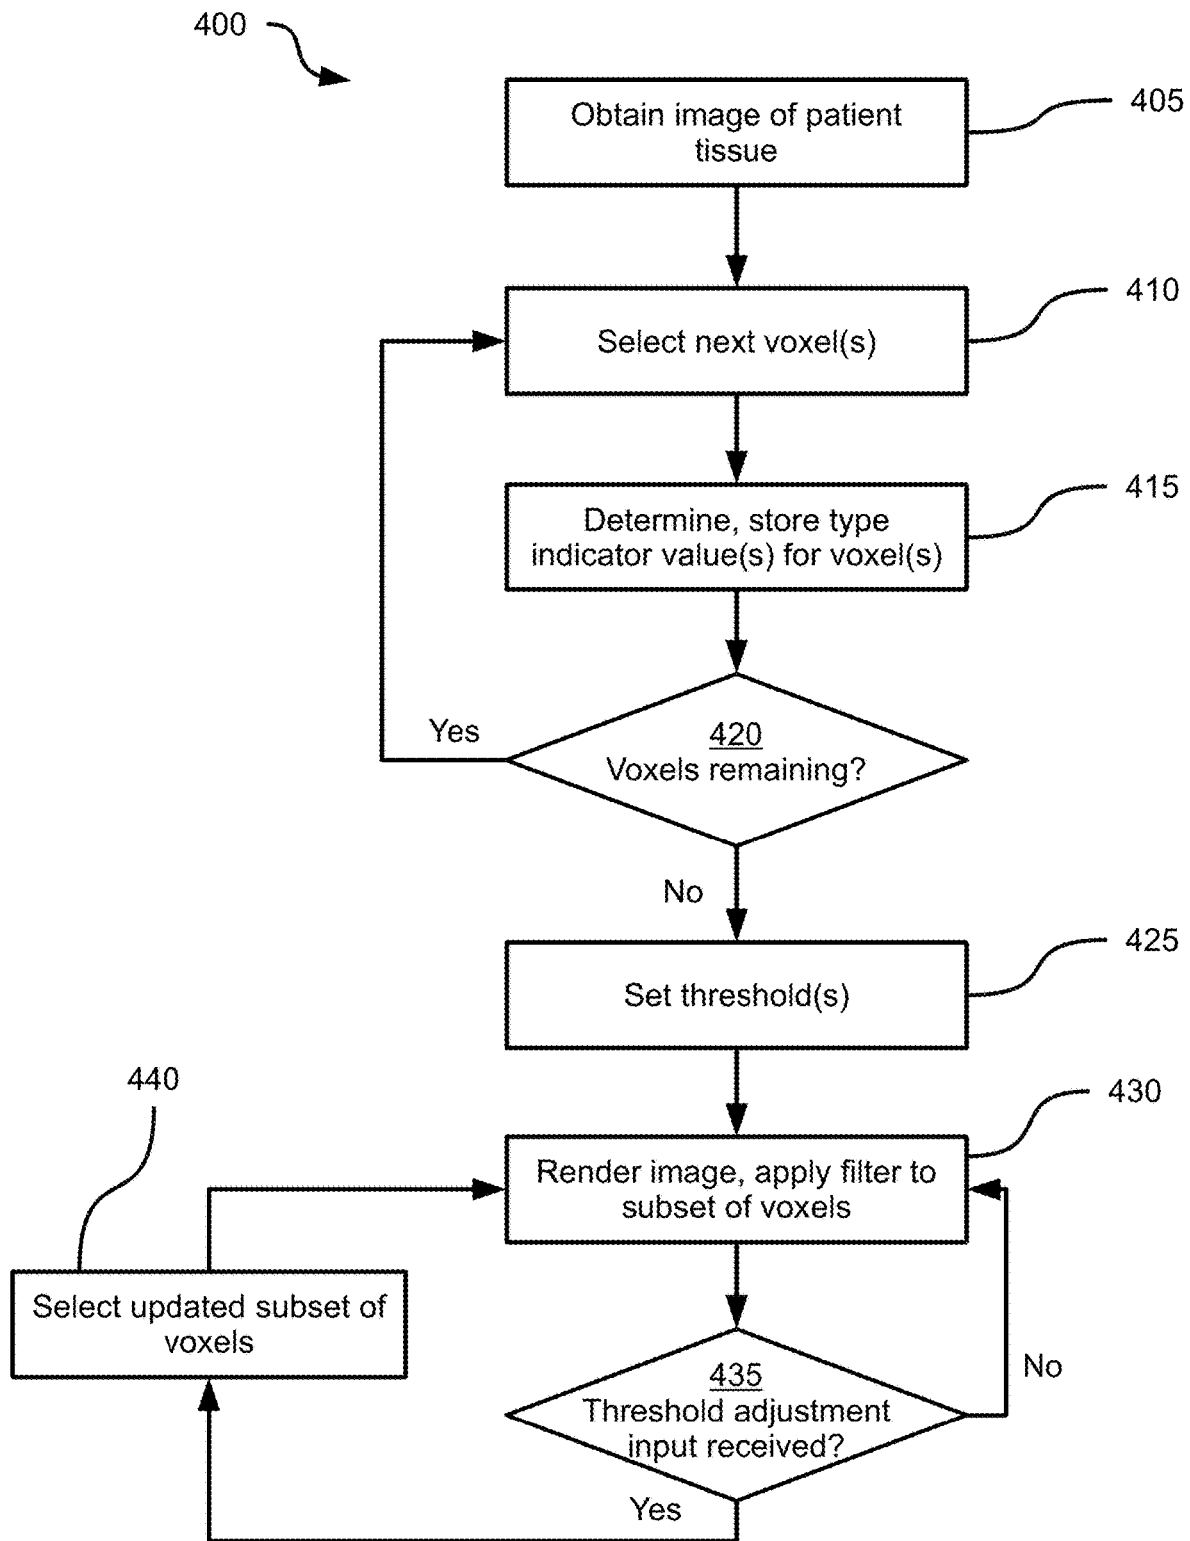 400
Obtain image of patient
tissue
405
Select next voxel(s)
410
Determine, store type
indicator value(s) for voxel(s)
415
Yes
420
Voxels remaining?
No
Set threshold(s)
425
440
430
Render image, apply filter to
subset of voxels
Select updated subset of
voxels
435
Threshold adjustment
input received?
No
Yes